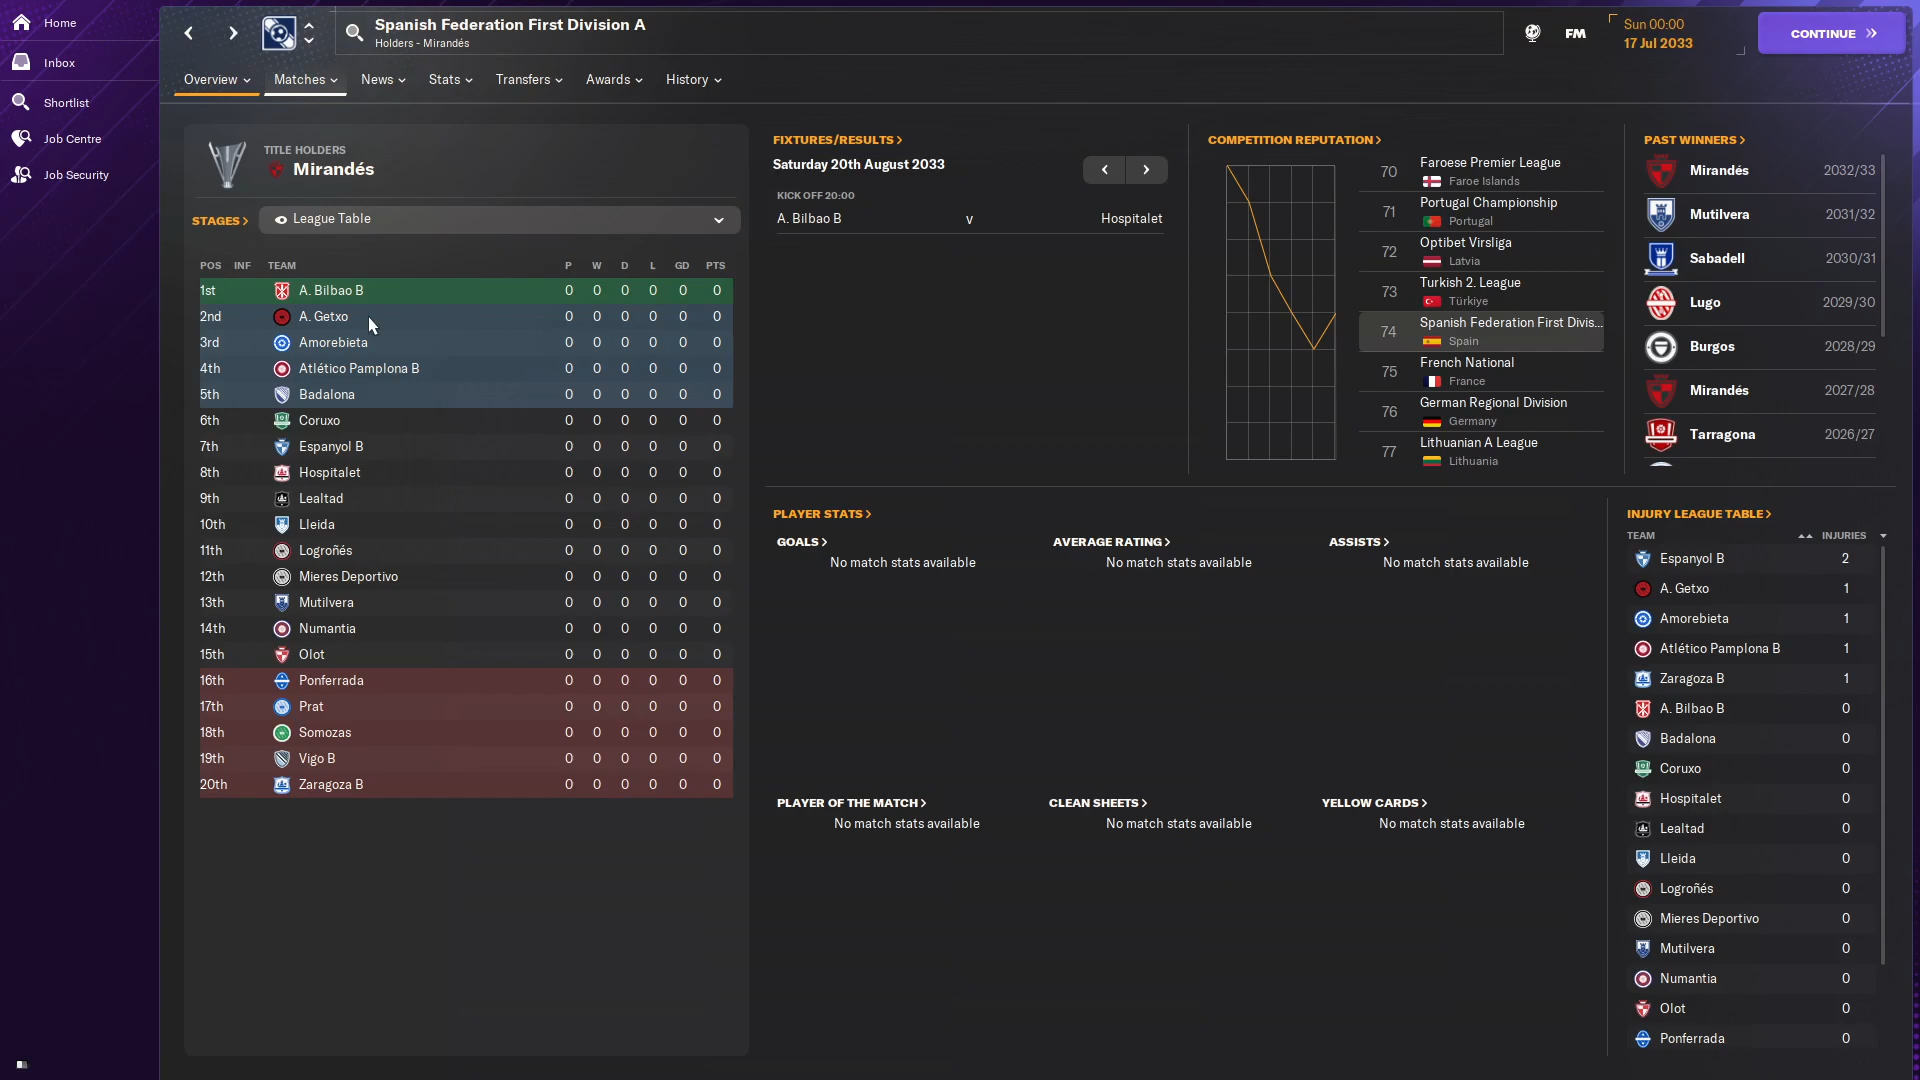 Home
Inbox
Shortlist
Job Centre
Job Security
Spanish Federation First Division A
Holders - Mirandés
FM
Sun 00:00
17 Jul 2033
CONTINUE
Overview
Matches
News
Stats
Transfers
Awards
History
TITLE HOLDERS
Mirandés
STAGES
League Table
POS INF TEAM P W D L GD PTS
1st A. Bilbao B 0 0 0 0 0 0
2nd A. Getxo 0 0 0 0 0 0
3rd Amorebieta 0 0 0 0 0 0
4th Atlético Pamplona B 0 0 0 0 0 0
5th Badalona 0 0 0 0 0 0
6th Coruxo 0 0 0 0 0 0
7th Espanyol B 0 0 0 0 0 0
8th Hospitalet 0 0 0 0 0 0
9th Lealtad 0 0 0 0 0 0
10th Lleida 0 0 0 0 0 0
11th Logroñés 0 0 0 0 0 0
12th Mieres Deportivo 0 0 0 0 0 0
13th Mutilvera 0 0 0 0 0 0
14th Numantia 0 0 0 0 0 0
15th Olot 0 0 0 0 0 0
16th Ponferrada 0 0 0 0 0 0
17th Prat 0 0 0 0 0 0
18th Somozas 0 0 0 0 0 0
19th Vigo B 0 0 0 0 0 0
20th Zaragoza B 0 0 0 0 0 0
FIXTURES/RESULTS
Saturday 20th August 2033
KICK OFF 20:00
A. Bilbao B v Hospitalet
COMPETITION REPUTATION
70 Faroese Premier League
Faroe Islands
71 Portugal Championship
Portugal
72 Optibet Virsliga
Latvia
73 Turkish 2. League
Türkiye
74 Spanish Federation First Divis...
Spain
75 French National
France
76 German Regional Division
Germany
77 Lithuanian A League
Lithuania
PAST WINNERS
Mirandés 2032/33
Mutilvera 2031/32
Sabadell 2030/31
Lugo 2029/30
Burgos 2028/29
Mirandés 2027/28
Tarragona 2026/27
PLAYER STATS
GOALS
No match stats available
AVERAGE RATING
No match stats available
ASSISTS
No match stats available
PLAYER OF THE MATCH
No match stats available
CLEAN SHEETS
No match stats available
YELLOW CARDS
No match stats available
INJURY LEAGUE TABLE
TEAM INJURIES
Espanyol B 2
A. Getxo 1
Amorebieta 1
Atlético Pamplona B 1
Zaragoza B 1
A. Bilbao B 0
Badalona 0
Coruxo 0
Hospitalet 0
Lealtad 0
Lleida 0
Logroñés 0
Mieres Deportivo 0
Mutilvera 0
Numantia 0
Olot 0
Ponferrada 0